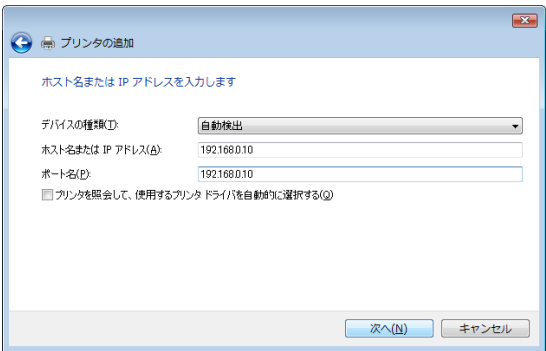 プリンタの追加
ホスト名または IP アドレスを入力します
デバイスの種類(T): 自動検出
ホスト名または IP アドレス(A): 192.168.0.10
ポート名(P): 192.168.0.10
プリンタを照会して、使用するプリンタ ドライバを自動的に選択する(Q)
次へ(N) キャンセル